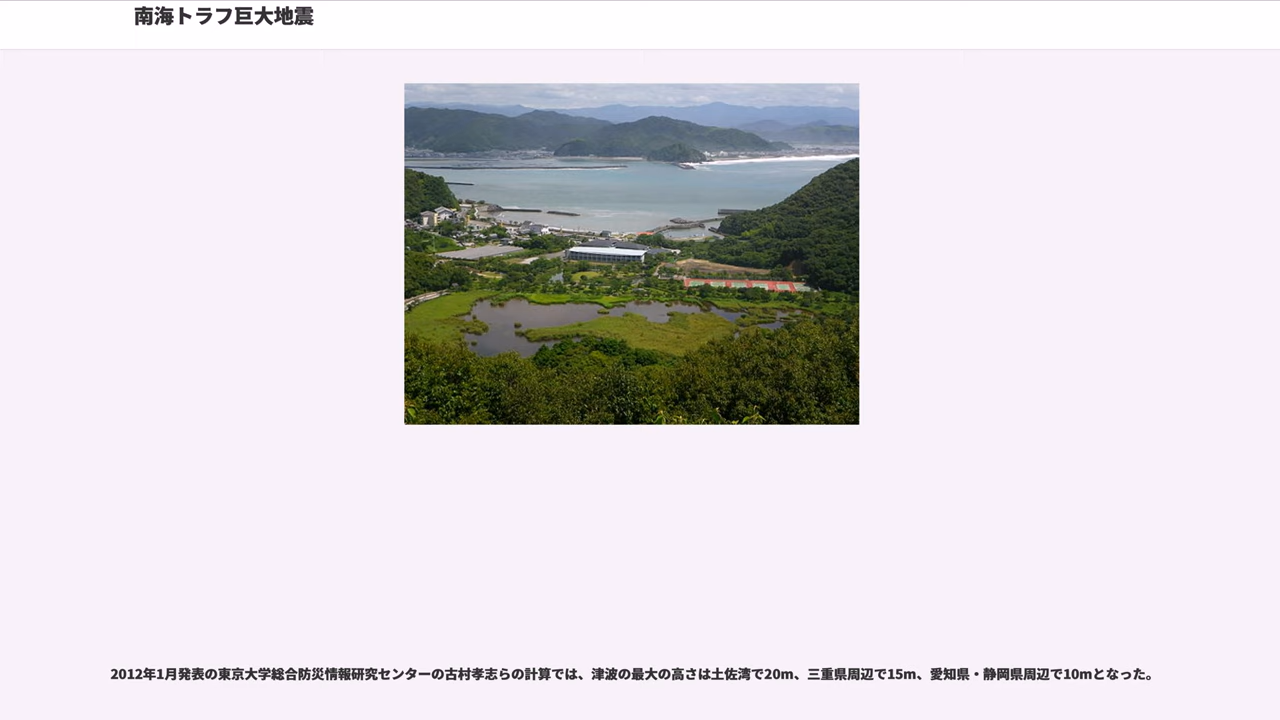 南海トラフ巨大地震
2012年1月発表の東京大学総合防災情報研究センターの古村孝志らの計算では、津波の最大の高さは土佐湾で20m、三重県周辺で15m、愛知県・静岡県周辺で10mとなった。